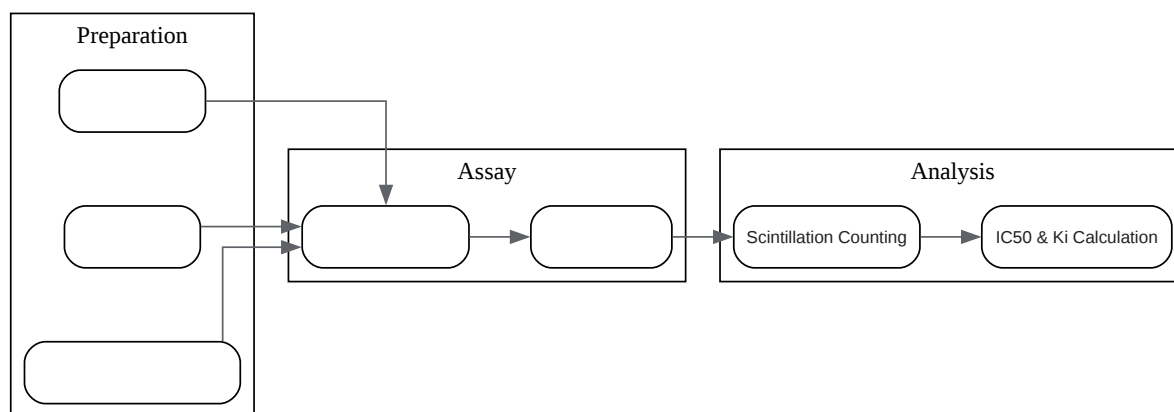 Preparation
Assay
Analysis
Scintillation Counting
IC50 & Ki Calculation